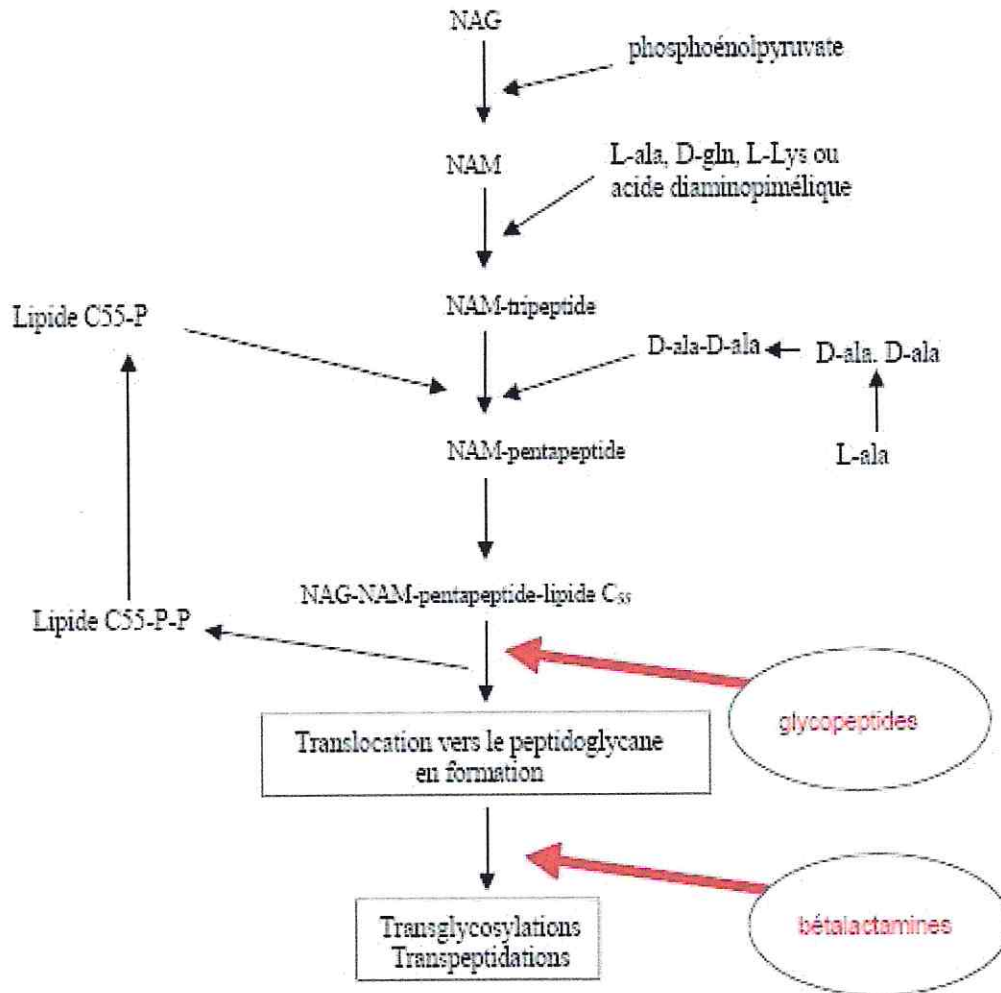 NAG
phosphoénolpyruvate
NAM
L-ala, D-gln, L-Lys ou
acide diaminopimélique
Lipide C55-P
NAM-tripeptide
D-ala-D-ala
D-ala. D-ala
NAM-pentapeptide
L-ala
NAG-NAM-pentapeptide-lipide C₅₅
Lipide C55-P-P
glycopeptides
Translocation vers le peptidoglycane
en formation
bétalactamines
Transglycosylations
Transpeptidations